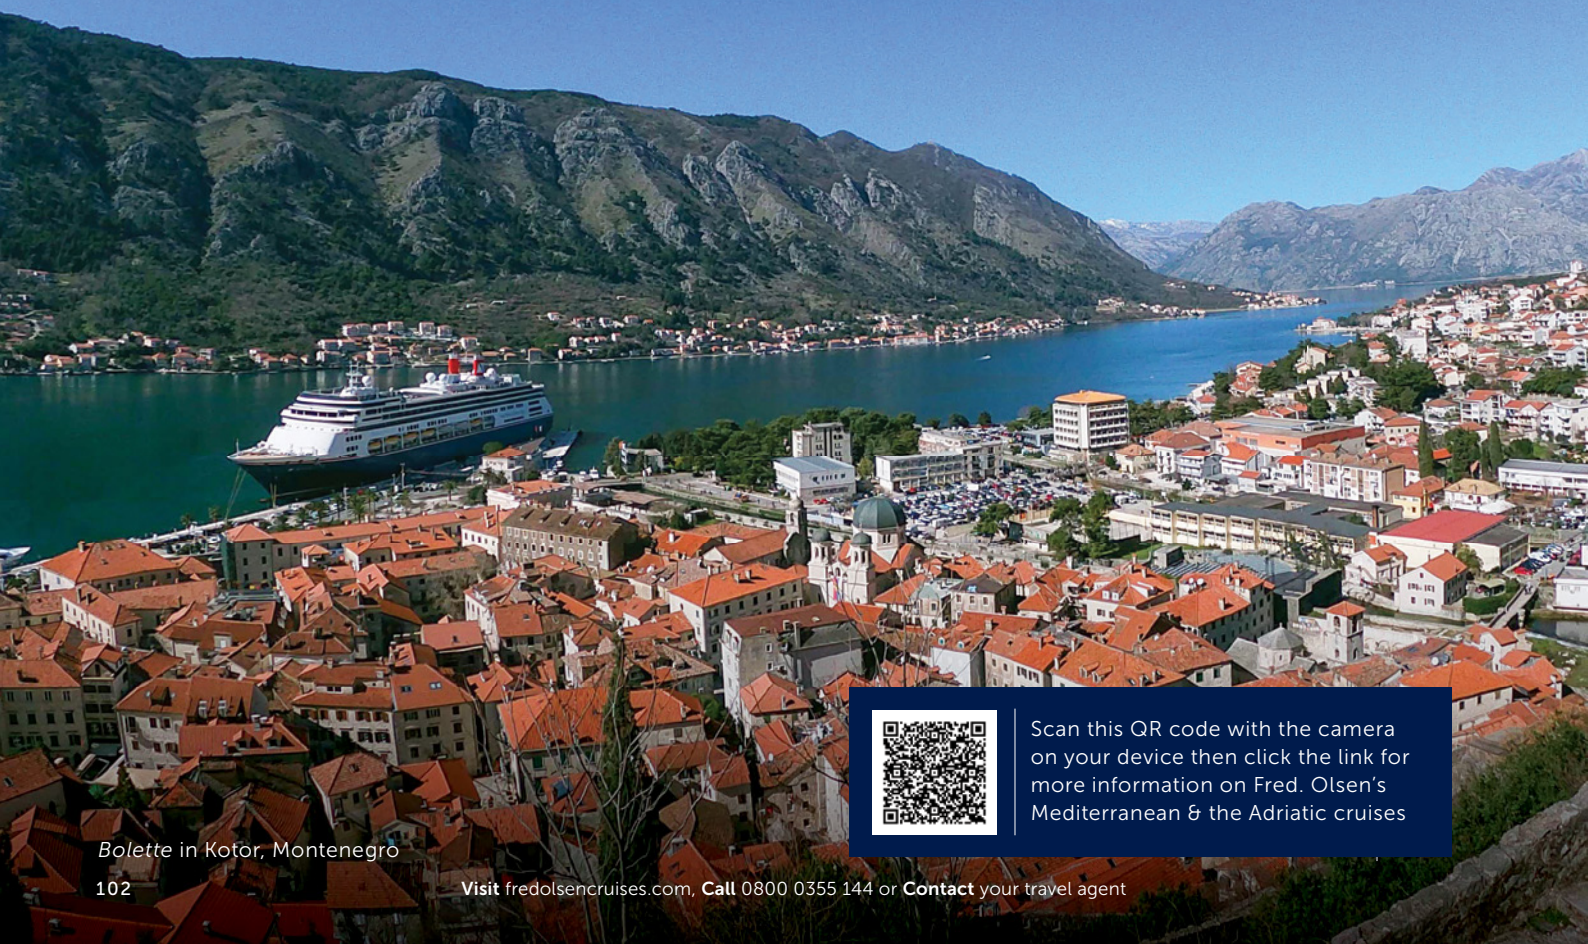 Scan this QR code with the camera
on your device then click the link for
more information on Fred. Olsen’s
Mediterranean & the Adriatic cruises
Bolette in Kotor, Montenegro
102
Visit fredolsencruises.com, Call 0800 0355 144 or Contact your travel agent